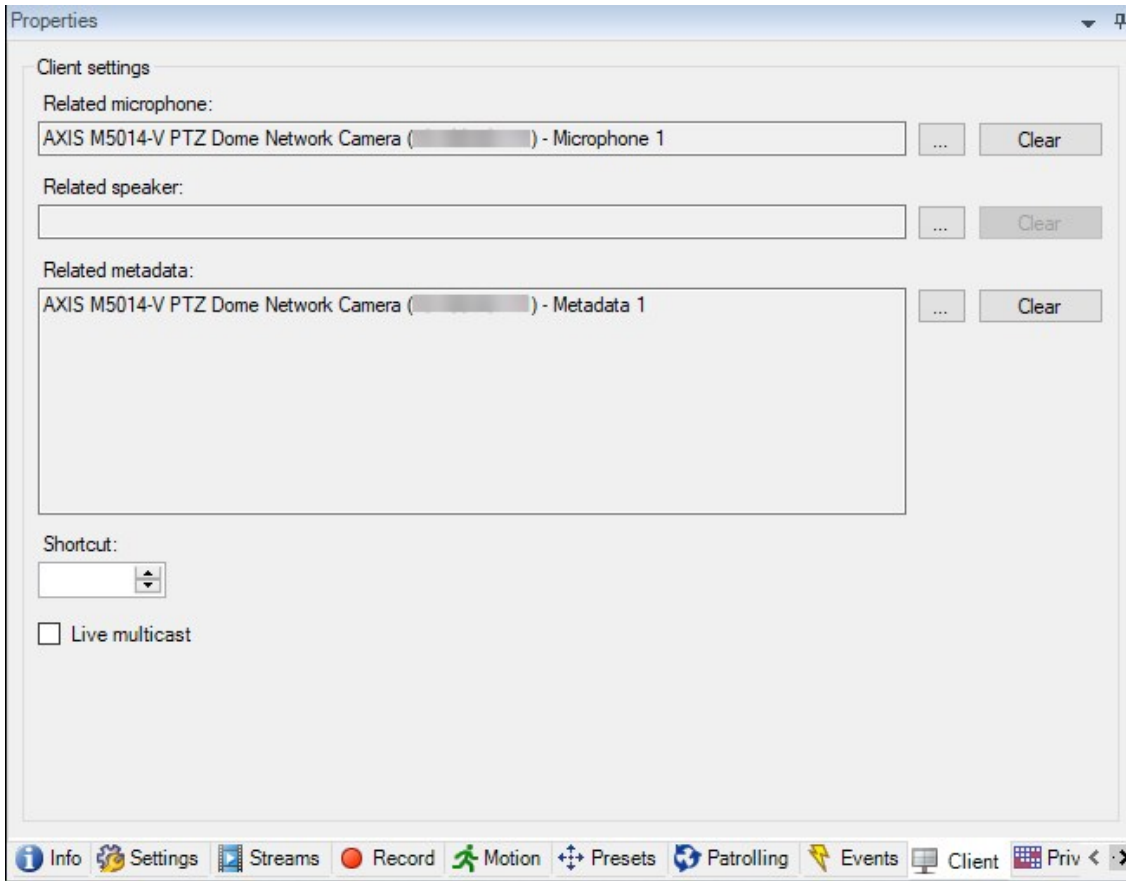 Properties
Client settings
Related microphone:
AXIS M5014-V PTZ Dome Network Camera ( ) - Microphone 1 ... Clear
Related speaker:
... Clear
Related metadata:
AXIS M5014-V PTZ Dome Network Camera ( ) - Metadata 1 ... Clear
Shortcut:
Live multicast
Info Settings Streams Record Motion Presets Patrolling Events Client Priv